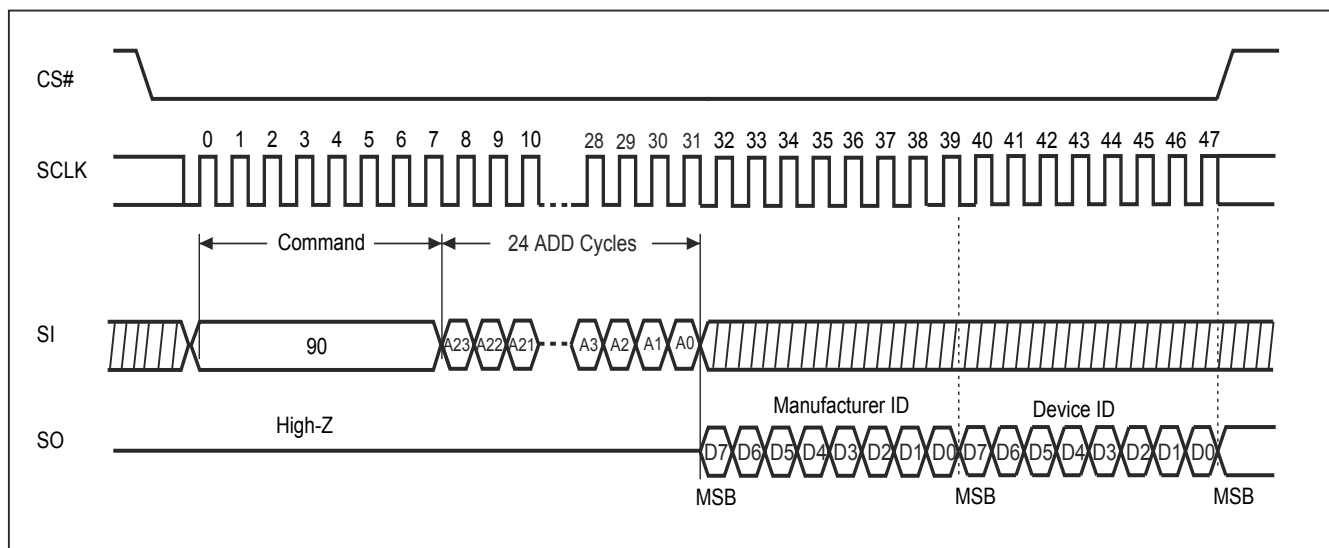 CS#
0 1 2 3 4 5 6 7 8 9 10 28 29 30 31 32 33 34 35 36 37 38 39 40 41 42 43 44 45 46 47
SCLK
Command 24 ADD Cycles
SI 90 A23 A22 A21 A3 A2 A1 A0
High-Z Manufacturer ID Device ID
SO D7 D6 D5 D4 D3 D2 D1 D0 D7 D6 D5 D4 D3 D2 D1 D0
MSB MSB MSB